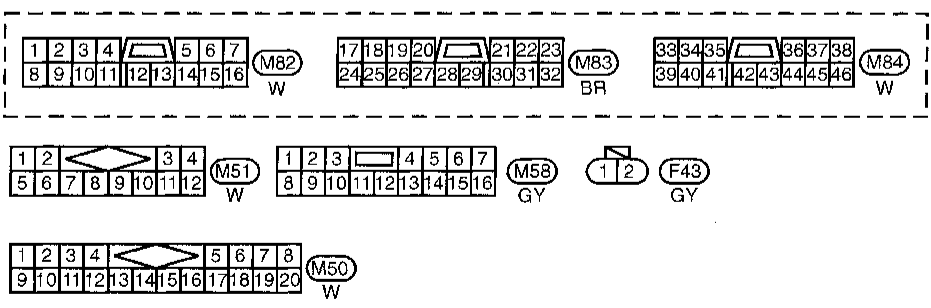 1 2 3 4 5 6 7
8 9 10 11 12 13 14 15 16
M82
W
17 18 19 20 21 22 23
24 25 26 27 28 29 30 31 32
M83
BR
33 34 35 36 37 38
39 40 41 42 43 44 45 46
M84
W
1 2 3 4
5 6 7 8 9 10 11 12
M51
W
1 2 3 4 5 6 7
8 9 10 11 12 13 14 15 16
M58
GY
1 2
F43
GY
1 2 3 4 5 6 7 8
9 10 11 12 13 14 15 16 17 18 19 20
M50
W